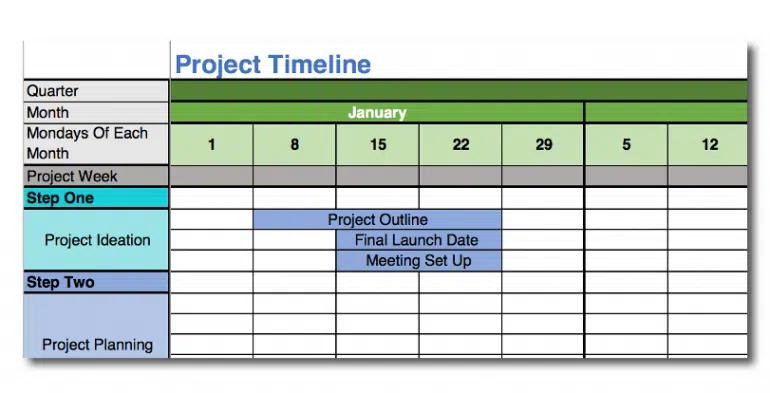 Project Timeline
Quarter
Month January
Mondays Of Each
Month
1 8 15 22 29 5 12
Project Week
Step One
Project Outline
Project Ideation Final Launch Date
Meeting Set Up
Step Two
Project Planning